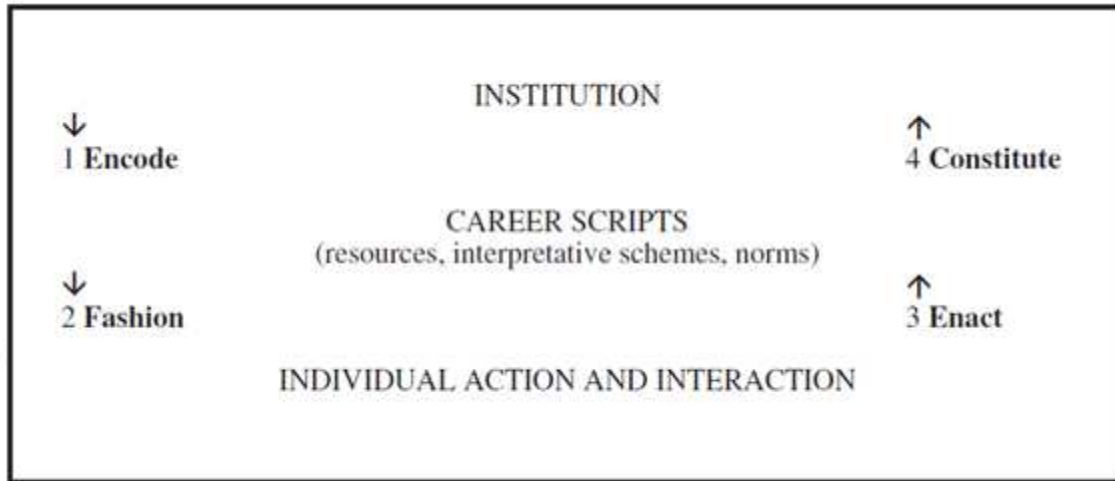 INSTITUTION
↓ ↑
1 Encode 4 Constitute
CAREER SCRIPTS
(resources, interpretative schemes, norms)
↓ ↑
2 Fashion 3 Enact
INDIVIDUAL ACTION AND INTERACTION